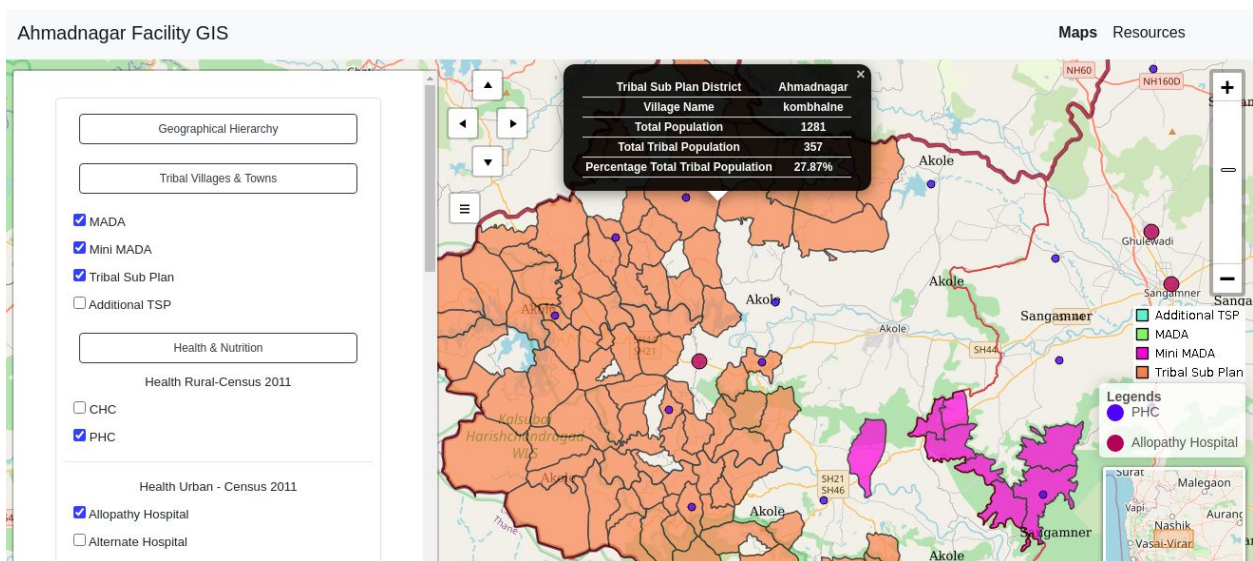 Ahmadnagar Facility GIS
Maps Resources
Geographical Hierarchy
Tribal Villages & Towns
MADA
Mini MADA
Tribal Sub Plan
Additional TSP
Health & Nutrition
Health Rural-Census 2011
CHC
PHC
Health Urban - Census 2011
Allopathy Hospital
Alternate Hospital
Tribal Sub Plan District Ahmadnagar
Village Name kombhalne
Total Population 1281
Total Tribal Population 357
Percentage Total Tribal Population 27.87%
NH60
NH160D
Akole
Ghulewadi
Akole
Sangamner
Akole
Akole
Sangamner
Akole
SH21
SH44
Kalsubai
Harishchandragad
WLS
Akole
SH21
SH46
Akole
Thane
Sangamner
Akole
Additional TSP
MADA
Mini MADA
Tribal Sub Plan
Legends
PHC
Allopathy Hospital
Surat
Malegaon
Vapi
Nashik
Vasai-Virar